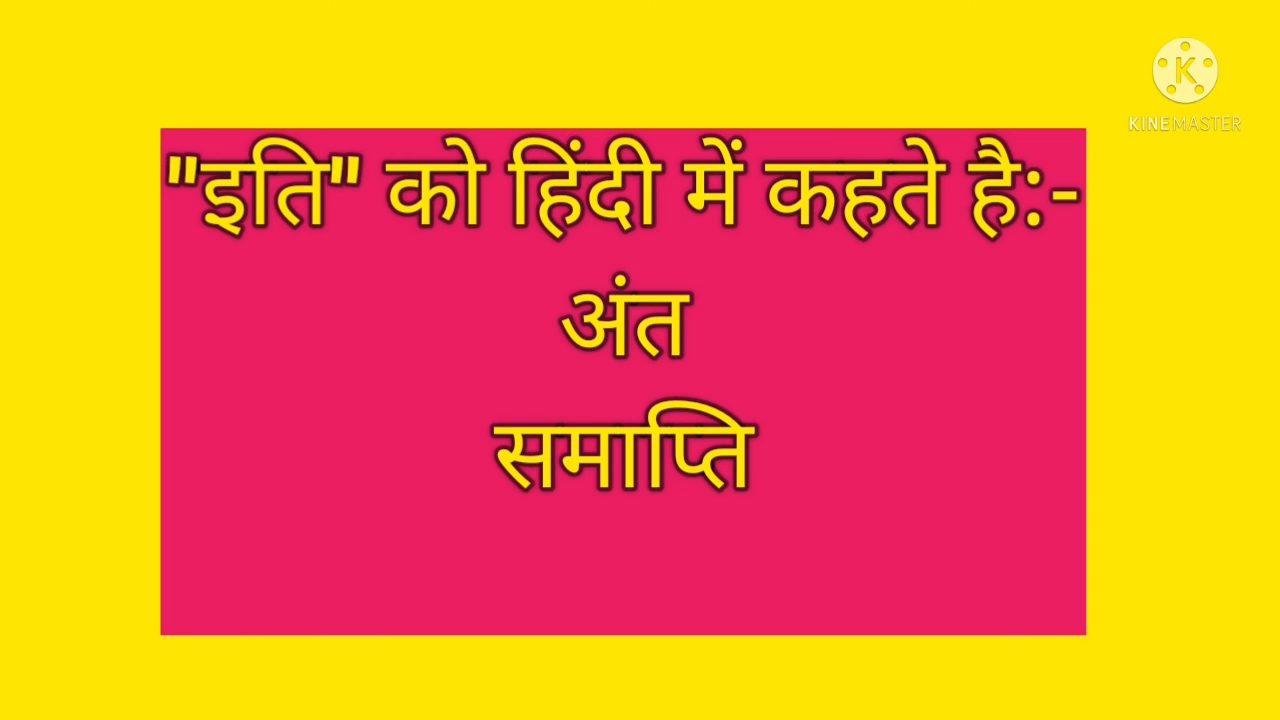 "इति" को हिंदी में कहते है:-
अंत
समाप्ति
K
KINEMASTER